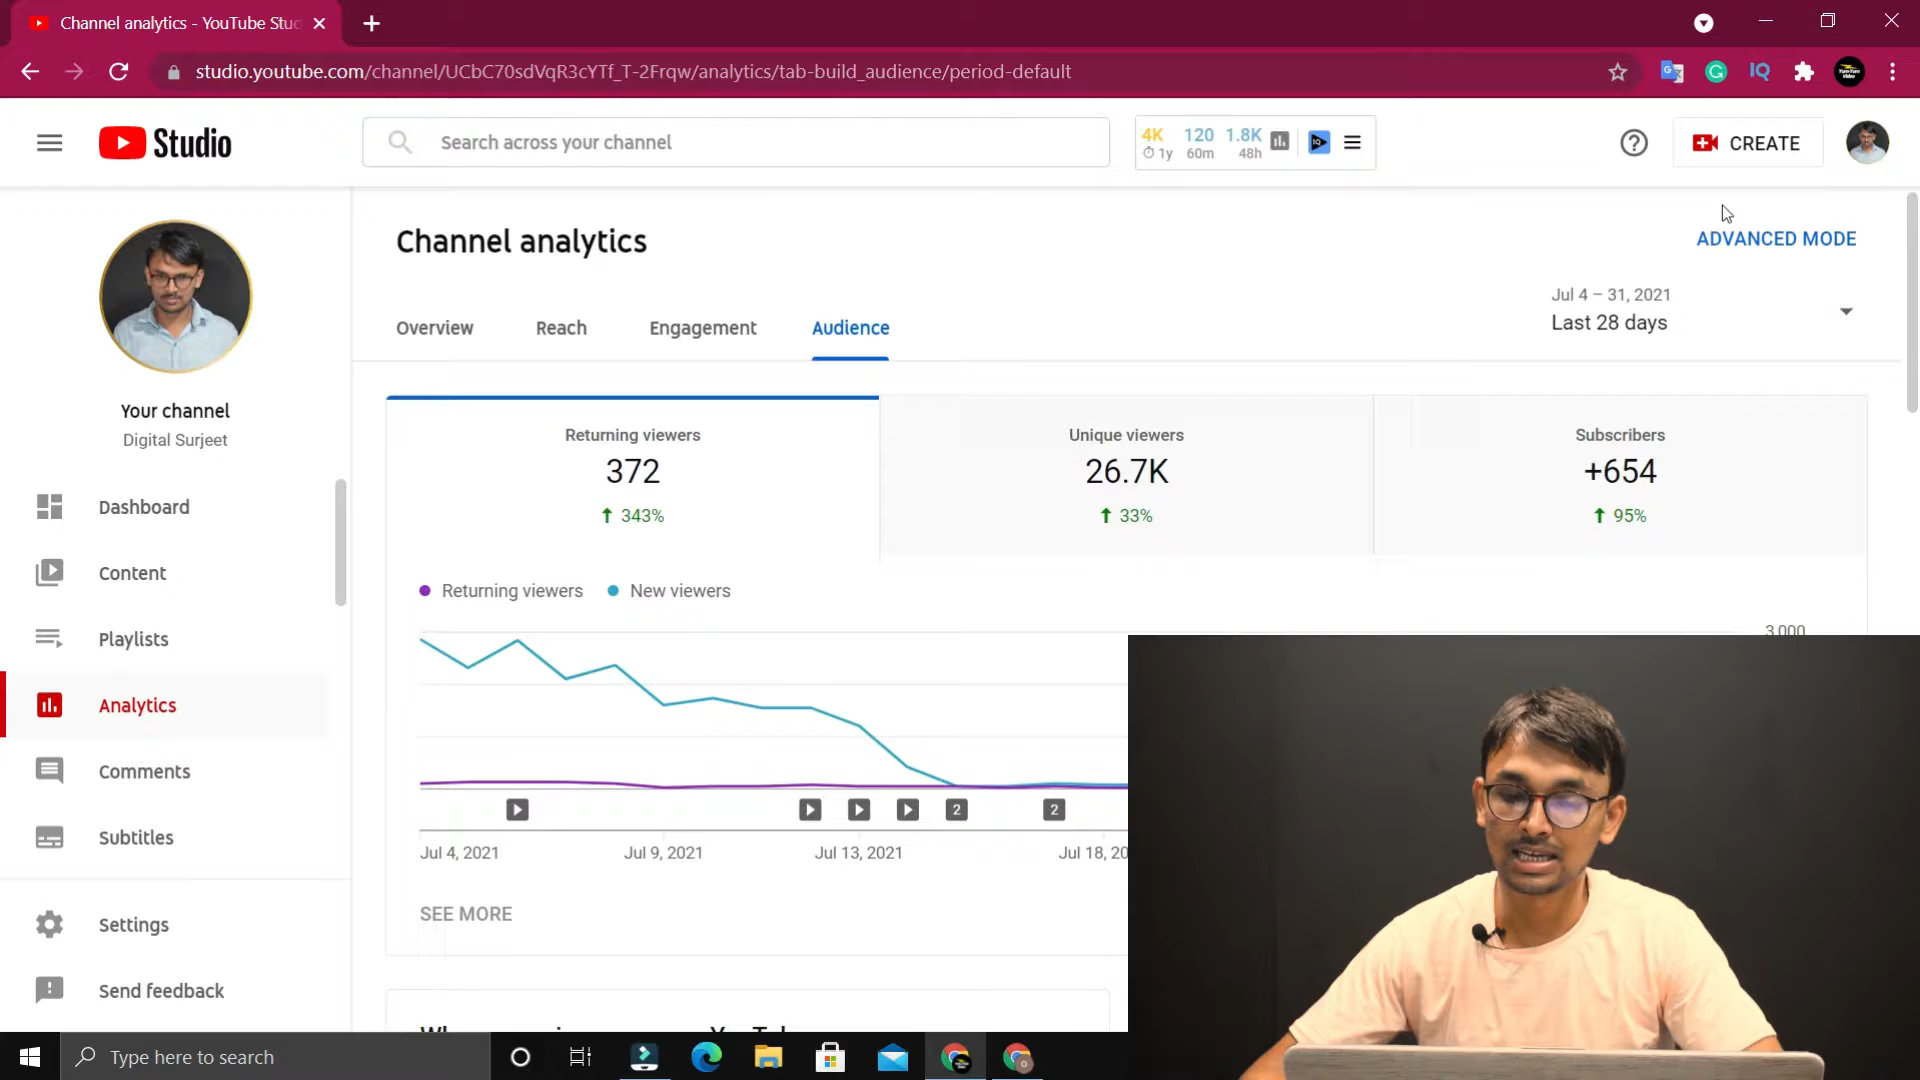 Channel analytics - YouTube Stud
studio.youtube.com/channel/UCbC70sdVqR3cYTf_T-2Frqw/analytics/tab-build_audience/period-default
Studio
Search across your channel
4K 120 1.8K
1y 60m 48h
CREATE
Channel analytics
ADVANCED MODE
Jul 4 – 31, 2021
Last 28 days
Overview Reach Engagement Audience
Your channel
Digital Surjeet
Dashboard
Content
Playlists
Analytics
Comments
Subtitles
Settings
Send feedback
Returning viewers
372
343%
Unique viewers
26.7K
33%
Subscribers
+654
95%
Returning viewers New viewers
3,000
2 2
Jul 4, 2021 Jul 9, 2021 Jul 13, 2021 Jul 18, 20
SEE MORE
Type here to search